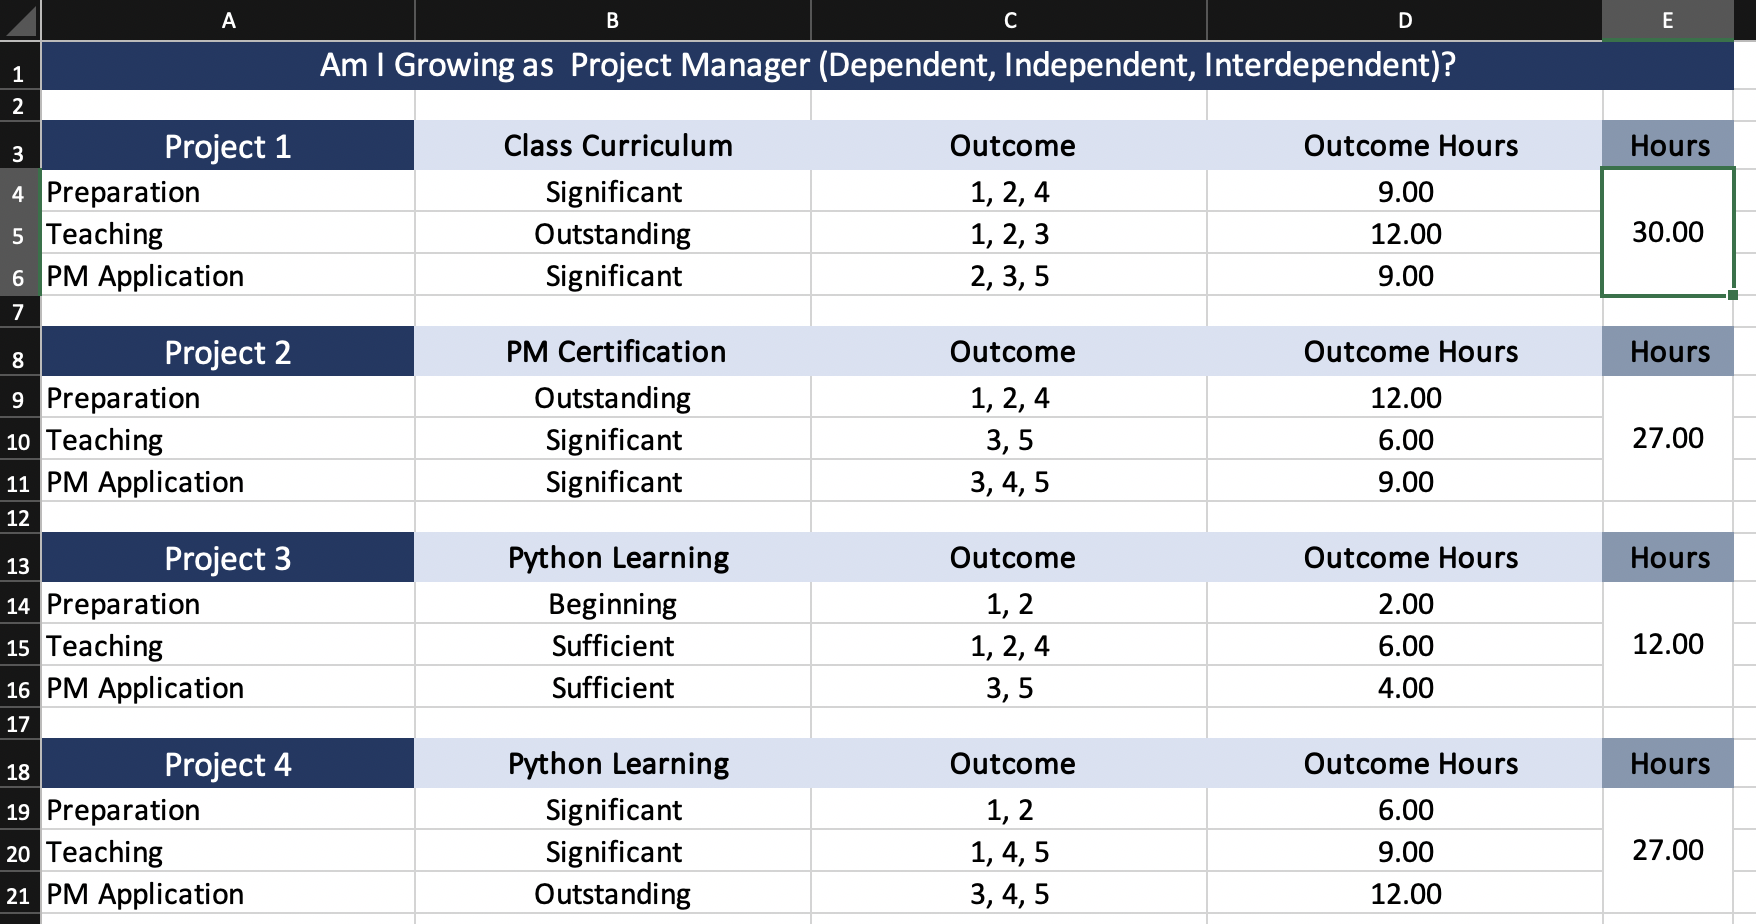 A B C D E
1 Am I Growing as  Project Manager (Dependent, Independent, Interdependent)?
2
3 Project 1 Class Curriculum Outcome Outcome Hours Hours
4 Preparation Significant 1, 2, 4 9.00
5 Teaching Outstanding 1, 2, 3 12.00 30.00
6 PM Application Significant 2, 3, 5 9.00
7
8 Project 2 PM Certification Outcome Outcome Hours Hours
9 Preparation Outstanding 1, 2, 4 12.00
10 Teaching Significant 3, 5 6.00 27.00
11 PM Application Significant 3, 4, 5 9.00
12
13 Project 3 Python Learning Outcome Outcome Hours Hours
14 Preparation Beginning 1, 2 2.00
15 Teaching Sufficient 1, 2, 4 6.00 12.00
16 PM Application Sufficient 3, 5 4.00
17
18 Project 4 Python Learning Outcome Outcome Hours Hours
19 Preparation Significant 1, 2 6.00
20 Teaching Significant 1, 4, 5 9.00 27.00
21 PM Application Outstanding 3, 4, 5 12.00